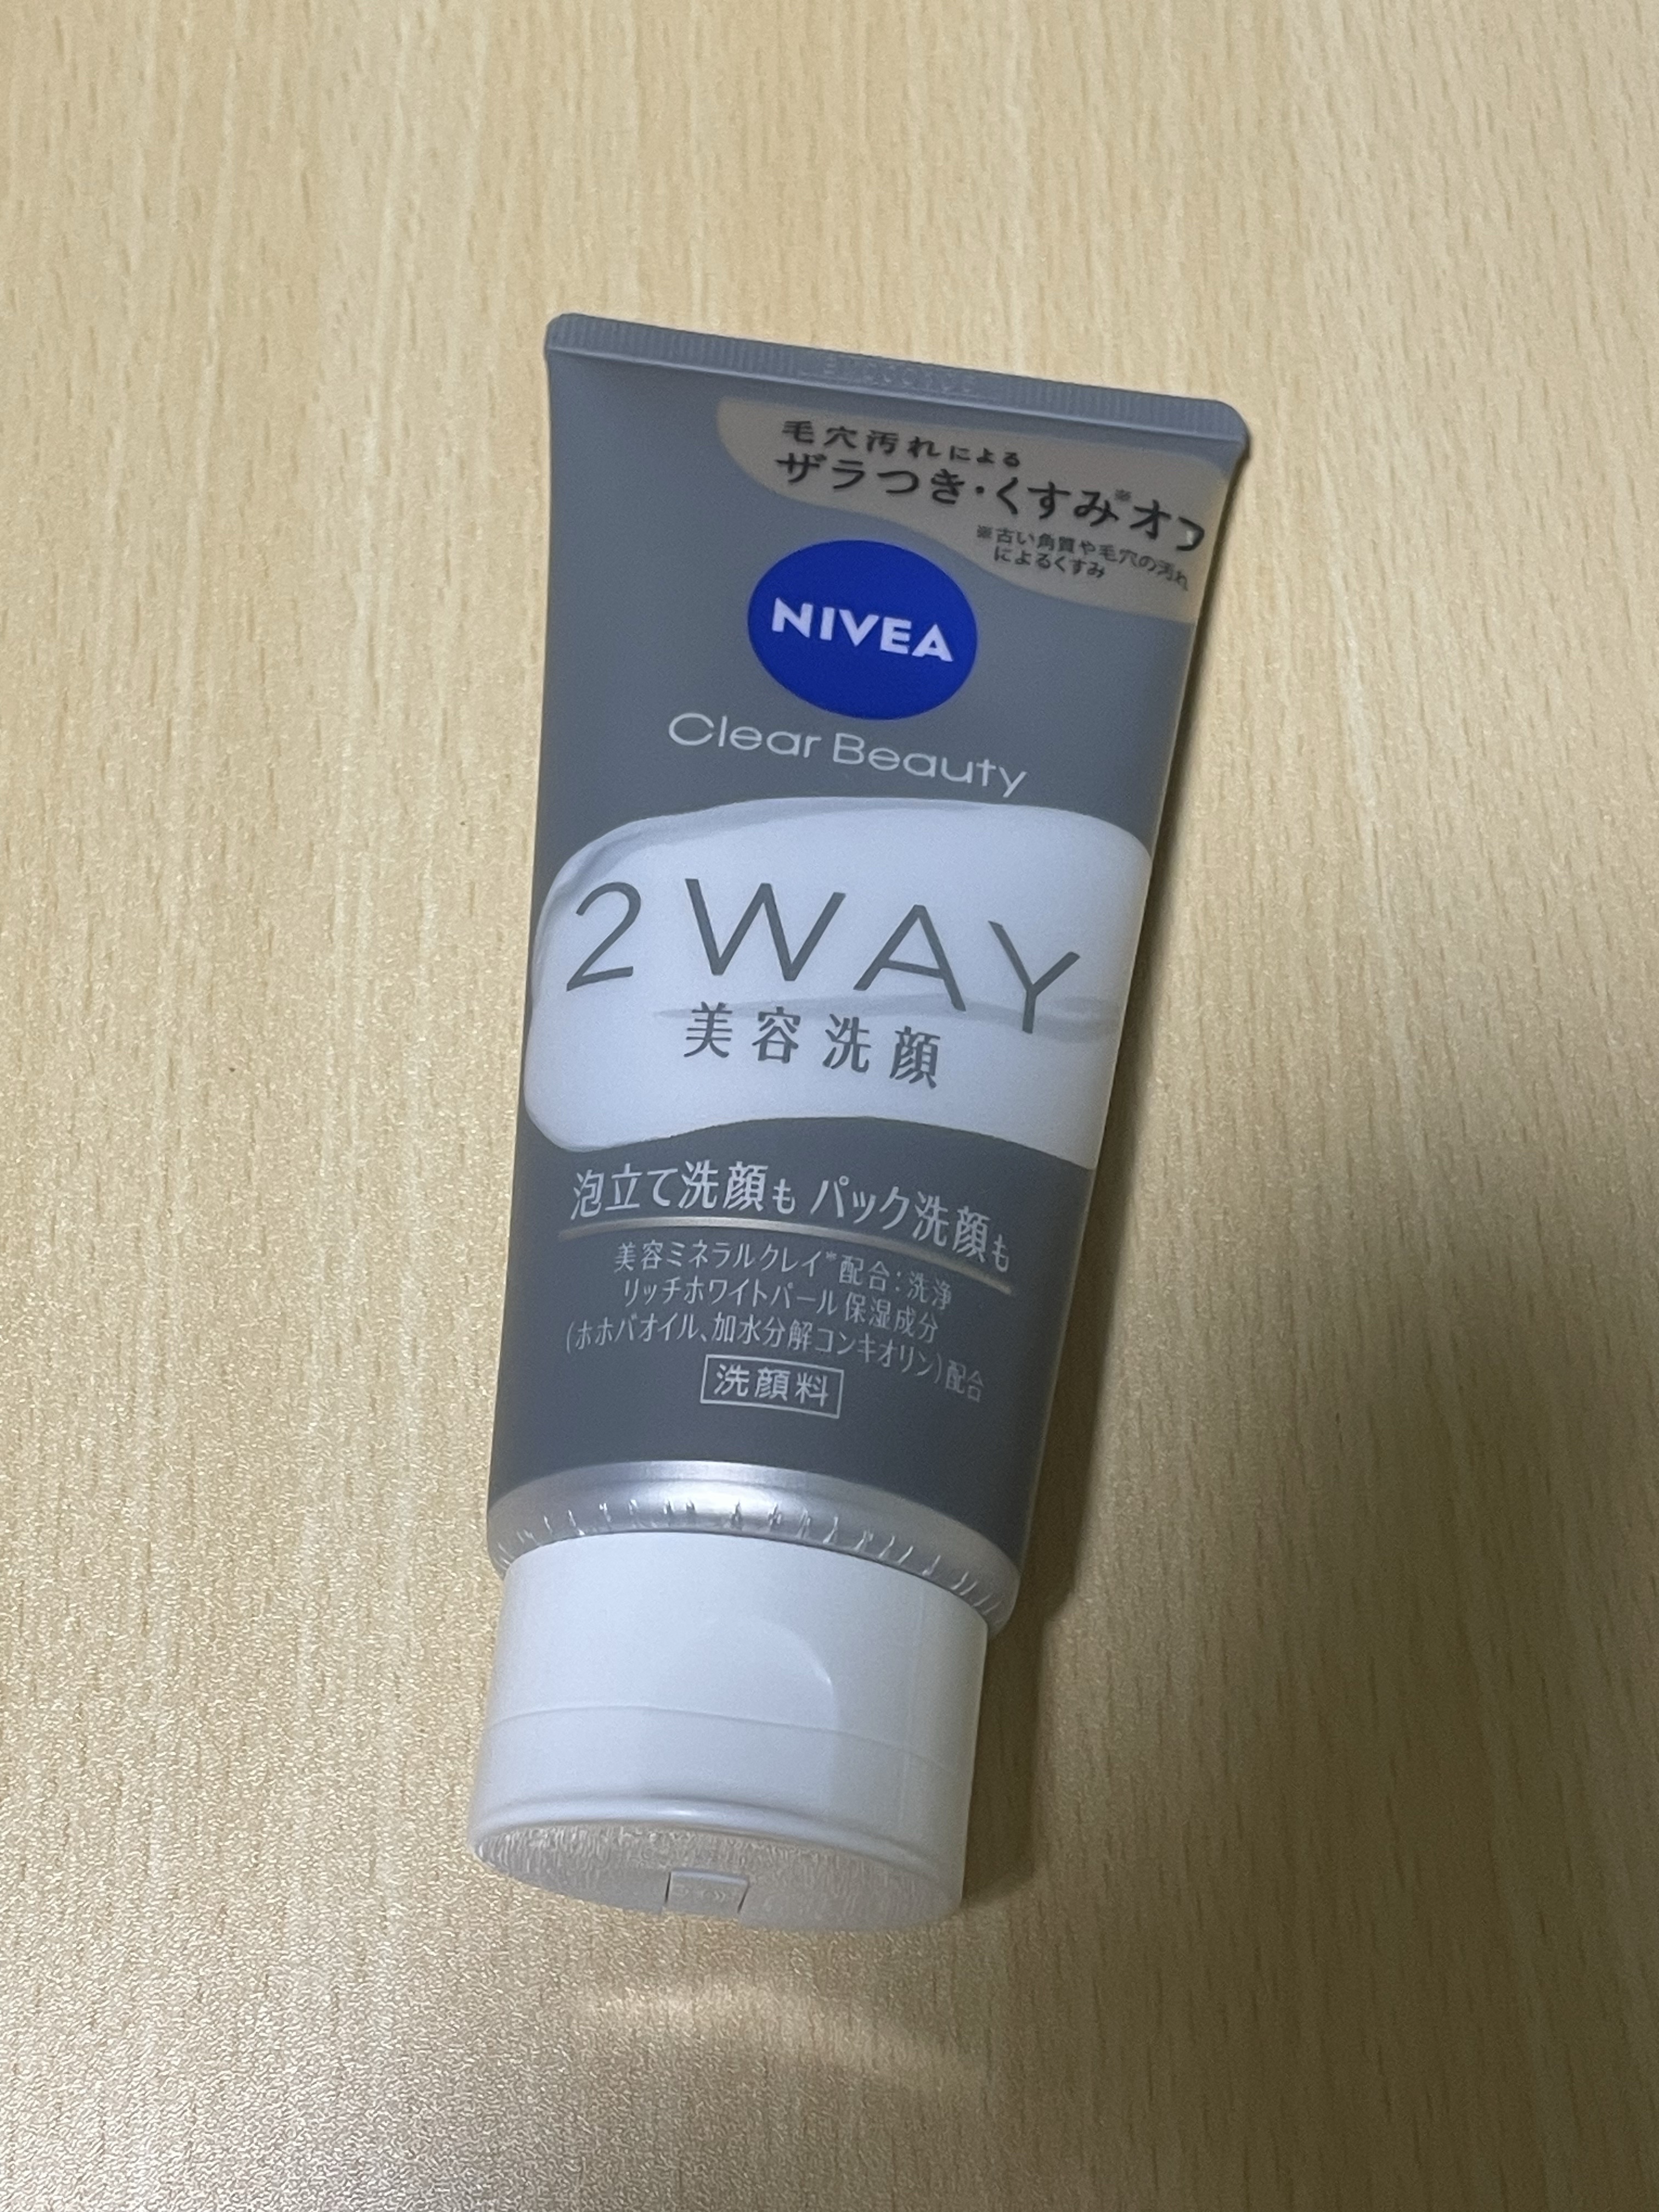 毛穴汚れによる
ザラつき・くすみ※オフ
※古い角質や毛穴の汚れ
によるくすみ
NIVEA
Clear Beauty
2WAY
美容洗顔
泡立て洗顔も パック洗顔も
美容ミネラルクレイ*配合：洗浄
リッチホワイトパール保湿成分
(ホホバオイル、加水分解コンキオリン)配合
洗顔料